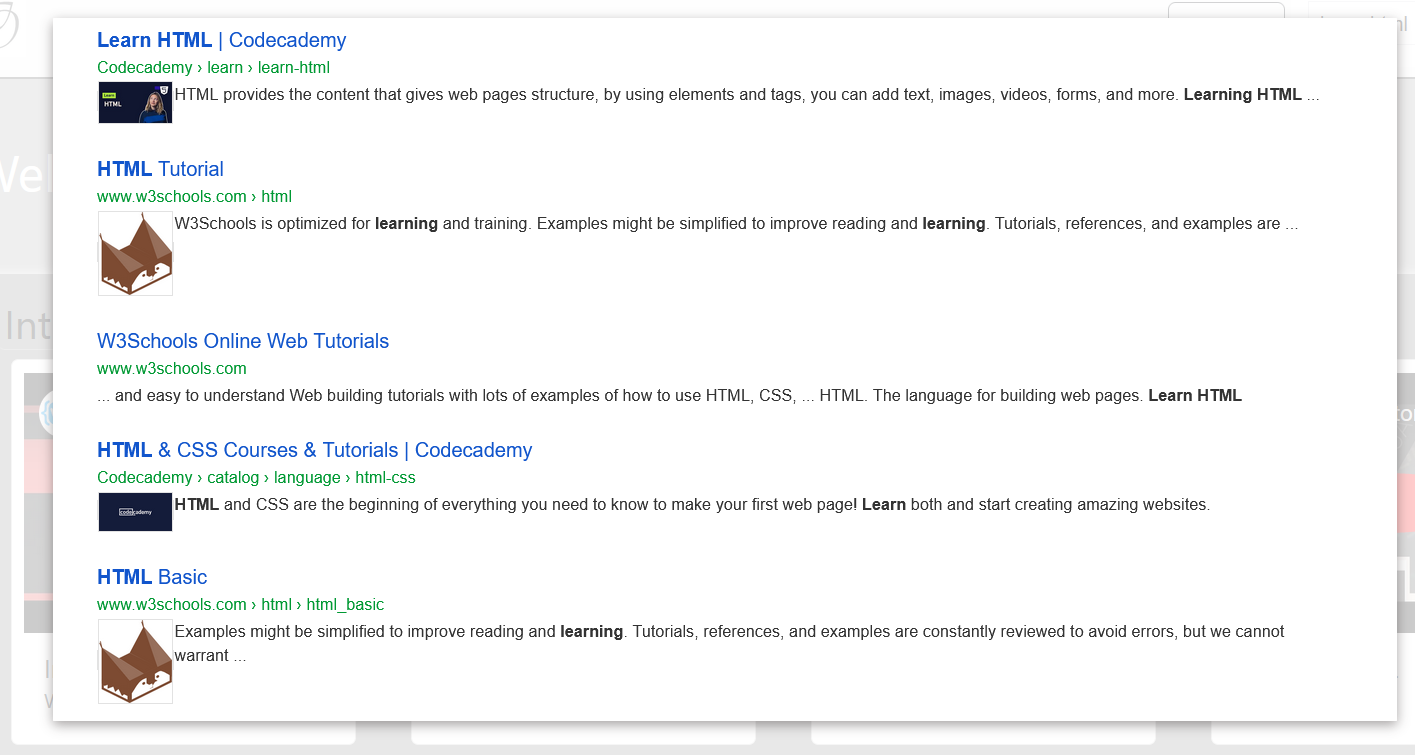 Learn HTML | Codecademy
Codecademy › learn › learn-html
Learn
HTML
HTML provides the content that gives web pages structure, by using elements and tags, you can add text, images, videos, forms, and more. Learning HTML ...
HTML Tutorial
www.w3schools.com › html
W3Schools is optimized for learning and training. Examples might be simplified to improve reading and learning. Tutorials, references, and examples are ...
W3Schools Online Web Tutorials
www.w3schools.com
... and easy to understand Web building tutorials with lots of examples of how to use HTML, CSS, ... HTML. The language for building web pages. Learn HTML
HTML & CSS Courses & Tutorials | Codecademy
Codecademy › catalog › language › html-css
codecademy
HTML and CSS are the beginning of everything you need to know to make your first web page! Learn both and start creating amazing websites.
HTML Basic
www.w3schools.com › html › html_basic
Examples might be simplified to improve reading and learning. Tutorials, references, and examples are constantly reviewed to avoid errors, but we cannot
warrant ...